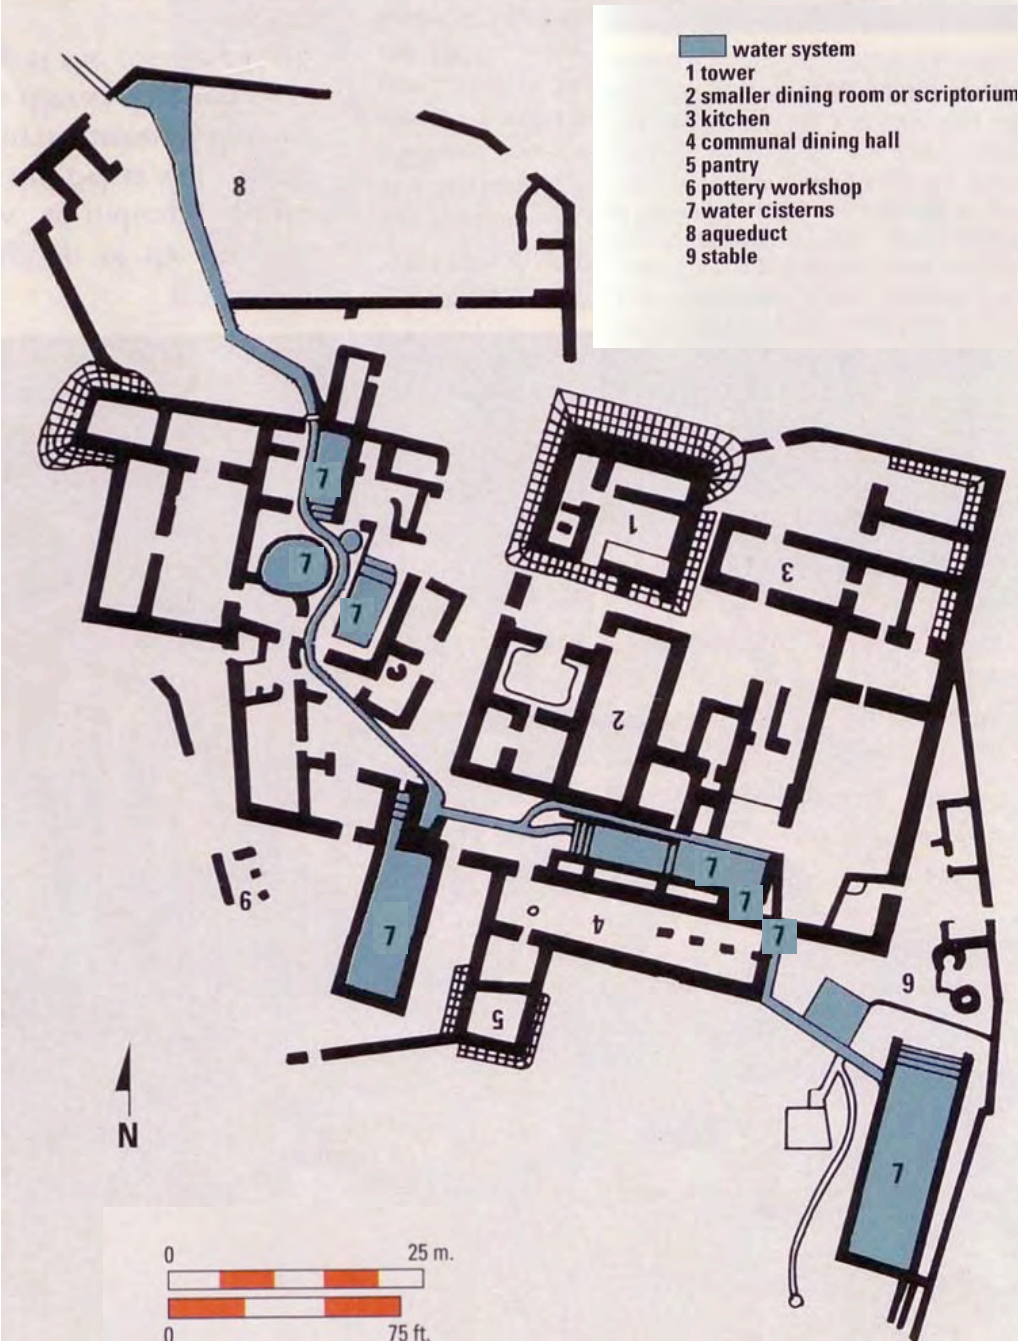 water system
1 tower
2 smaller dining room or scriptorium
3 kitchen
4 communal dining hall
5 pantry
6 pottery workshop
7 water cisterns
8 aqueduct
9 stable
8
7
1
7
3
7
2
7
9
7
4
7
7
6
5
N
7
0 25 m.
0 75 ft.